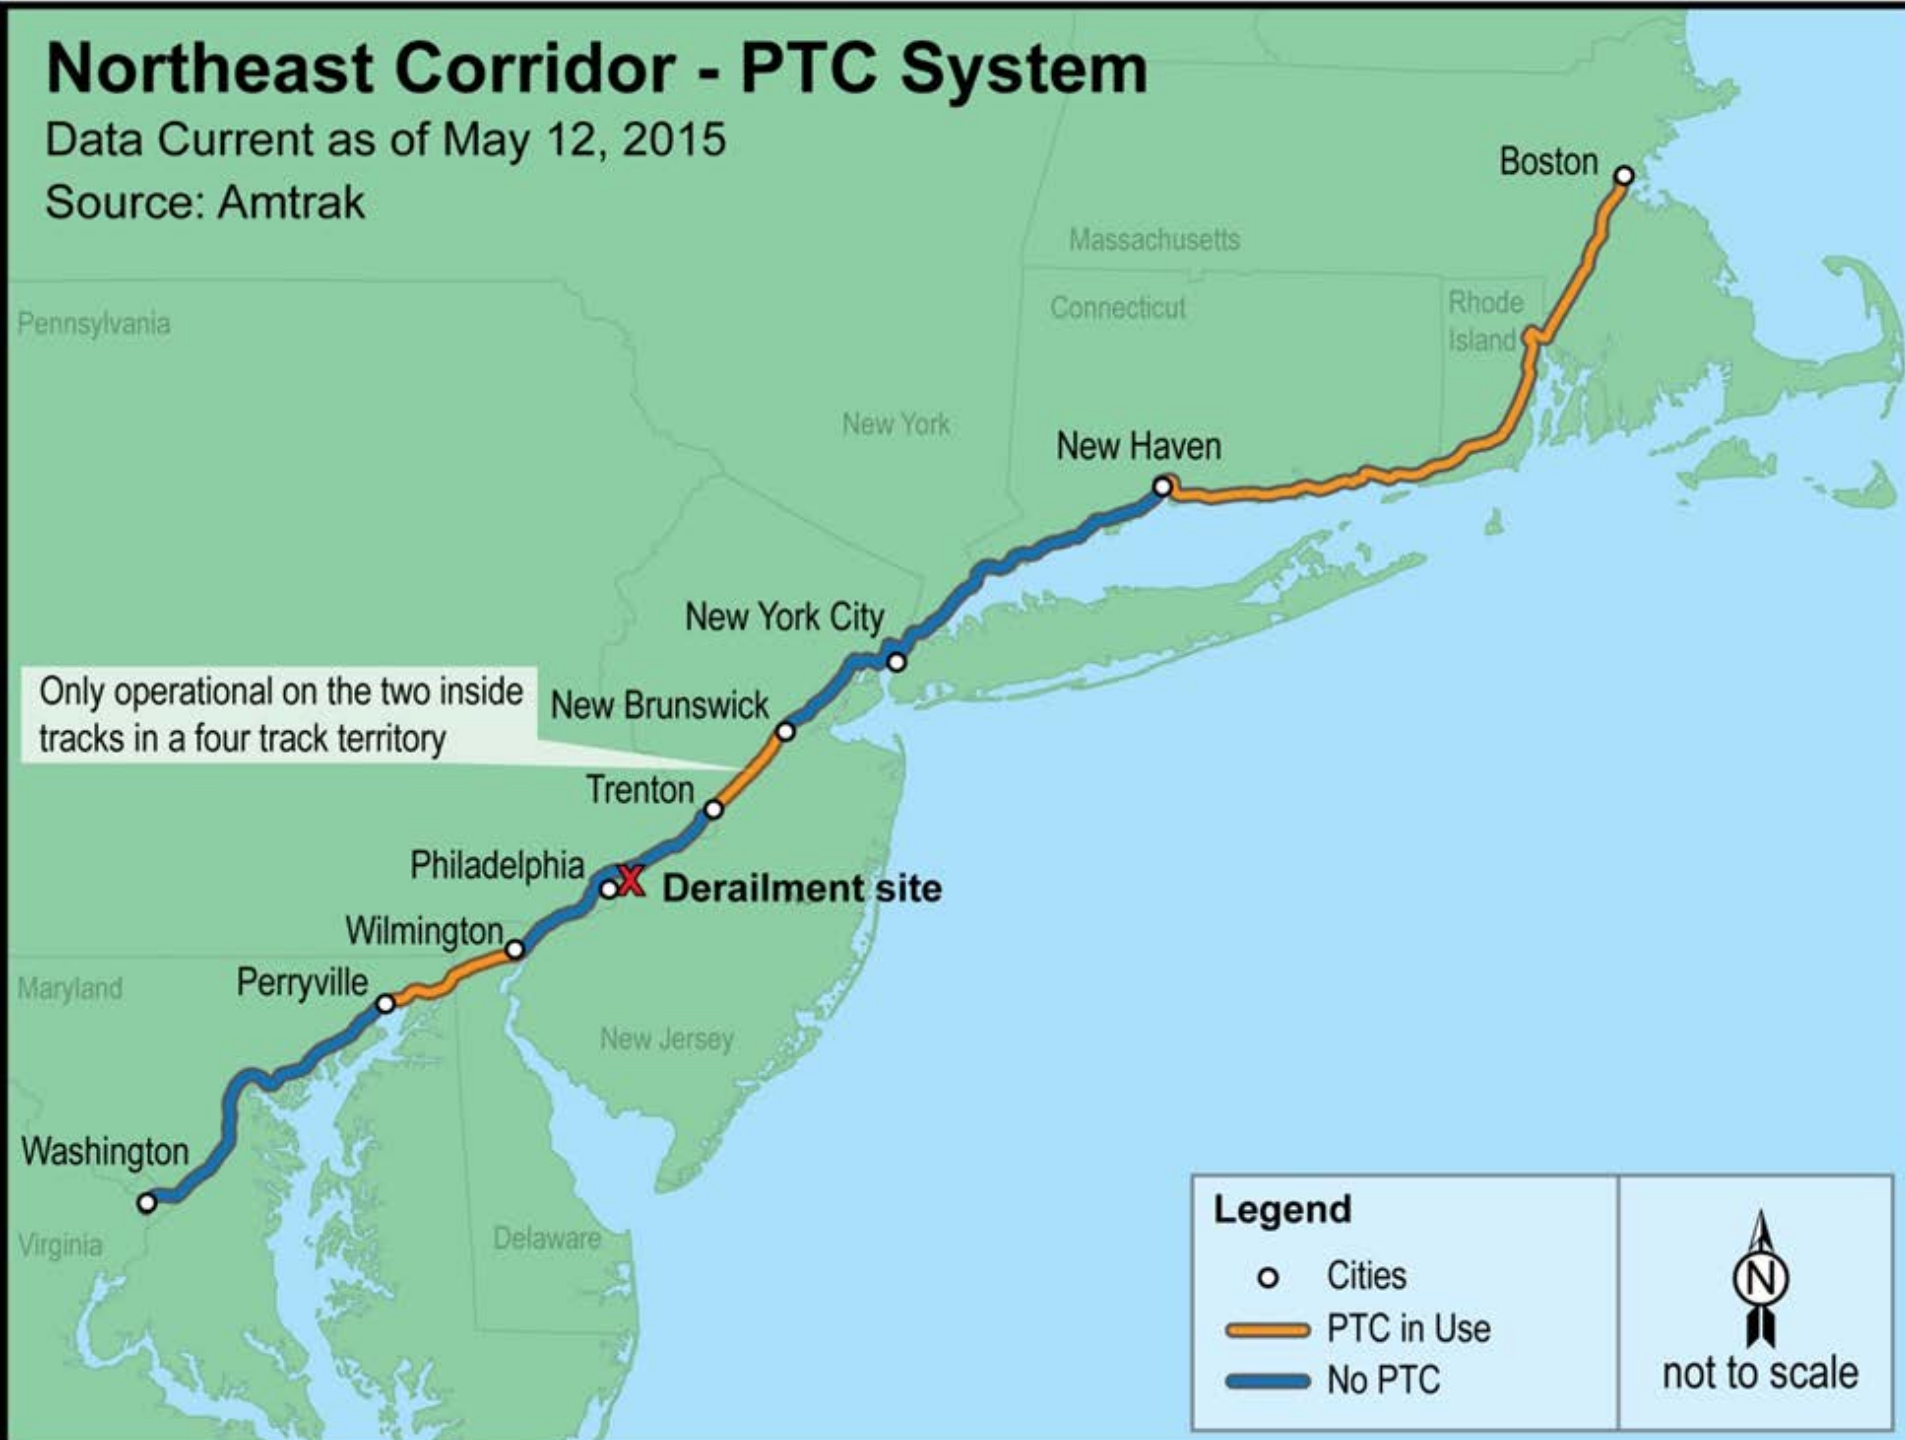 Northeast Corridor - PTC System
Data Current as of May 12, 2015
Source: Amtrak
Boston
Massachusetts
Connecticut
Rhode
Island
Pennsylvania
New York
New Haven
New York City
Only operational on the two inside
tracks in a four track territory
New Brunswick
Trenton
Philadelphia
X
Derailment site
Wilmington
Perryville
Maryland
New Jersey
Washington
Virginia
Delaware
Legend
Cities
PTC in Use
No PTC
N
not to scale